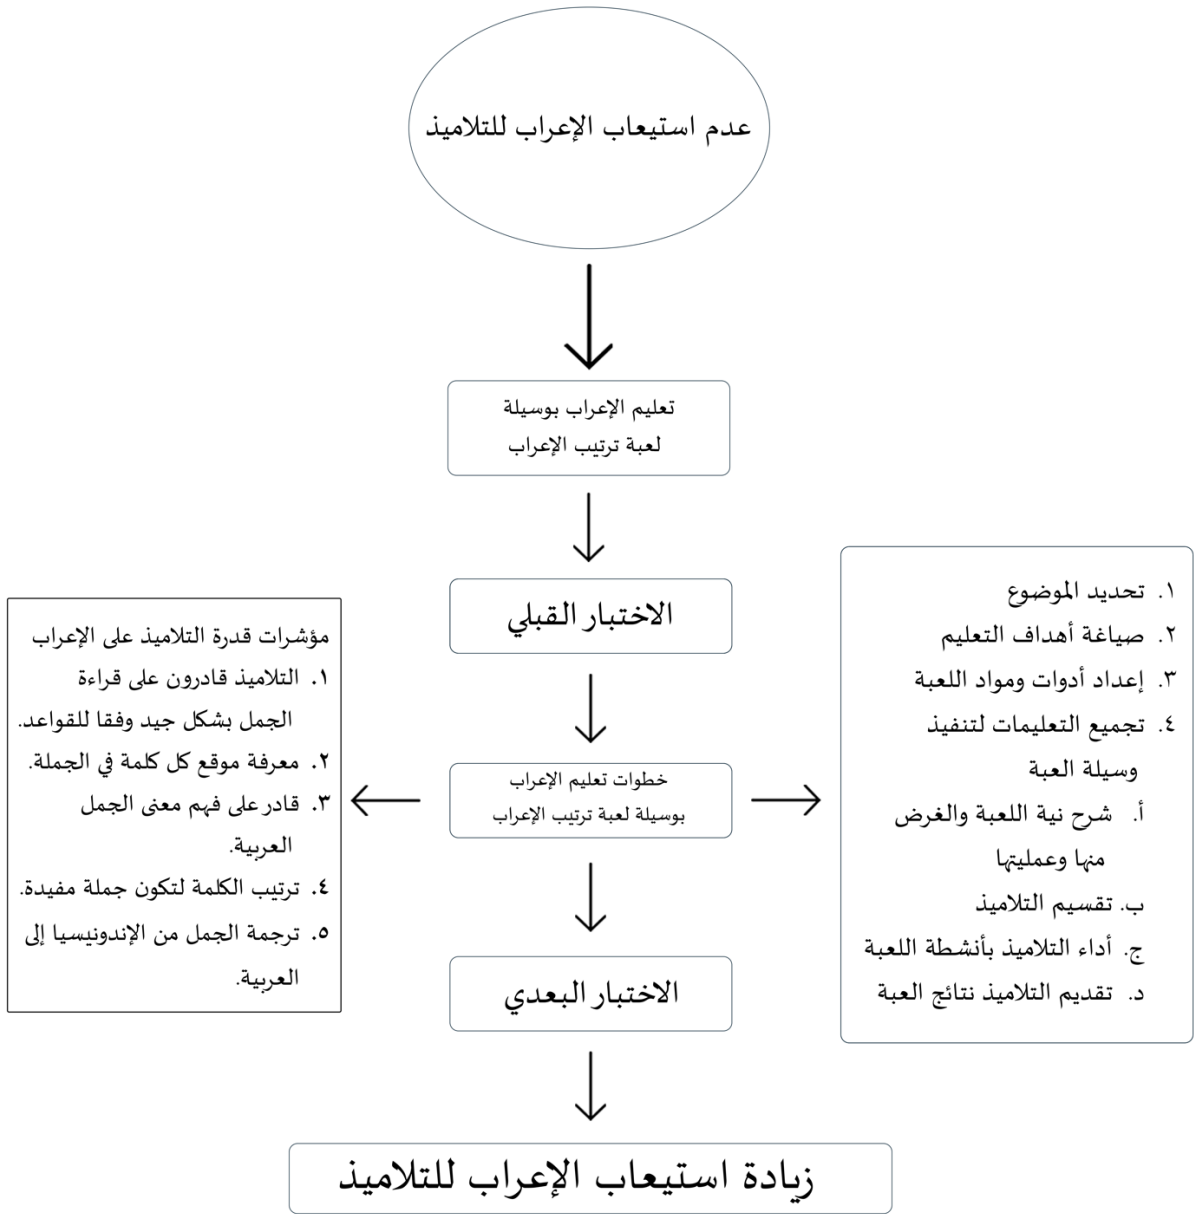 عدم استيعاب الإعراب للتلاميذ
تعليم الإعراب بوسيلة
لعبة ترتيب الإعراب
الاختبار القبلي
خطوات تعليم الإعراب
بوسيلة لعبة ترتيب الإعراب
١. تحديد الموضوع
٢. صياغة أهداف التعليم
٣. إعداد أدوات ومواد اللعبة
٤. تجميع التعليمات لتنفيذ
وسيلة العبة
أ. شرح نية اللعبة والغرض
منها وعمليتها
ب. تقسيم التلاميذ
ج. أداء التلاميذ بأنشطة اللعبة
د. تقديم التلاميذ نتائج العبة
مؤشرات قدرة التلاميذ على الإعراب
١. التلاميذ قادرون على قراءة
الجمل بشكل جيد وفقا للقواعد.
٢. معرفة موقع كل كلمة في الجملة.
٣. قادر على فهم معنى الجمل
العربية.
٤. ترتيب الكلمة لتكون جملة مفيدة.
٥. ترجمة الجمل من الإندونيسيا إلى
العربية.
الاختبار البعدي
زيادة استيعاب الإعراب للتلاميذ